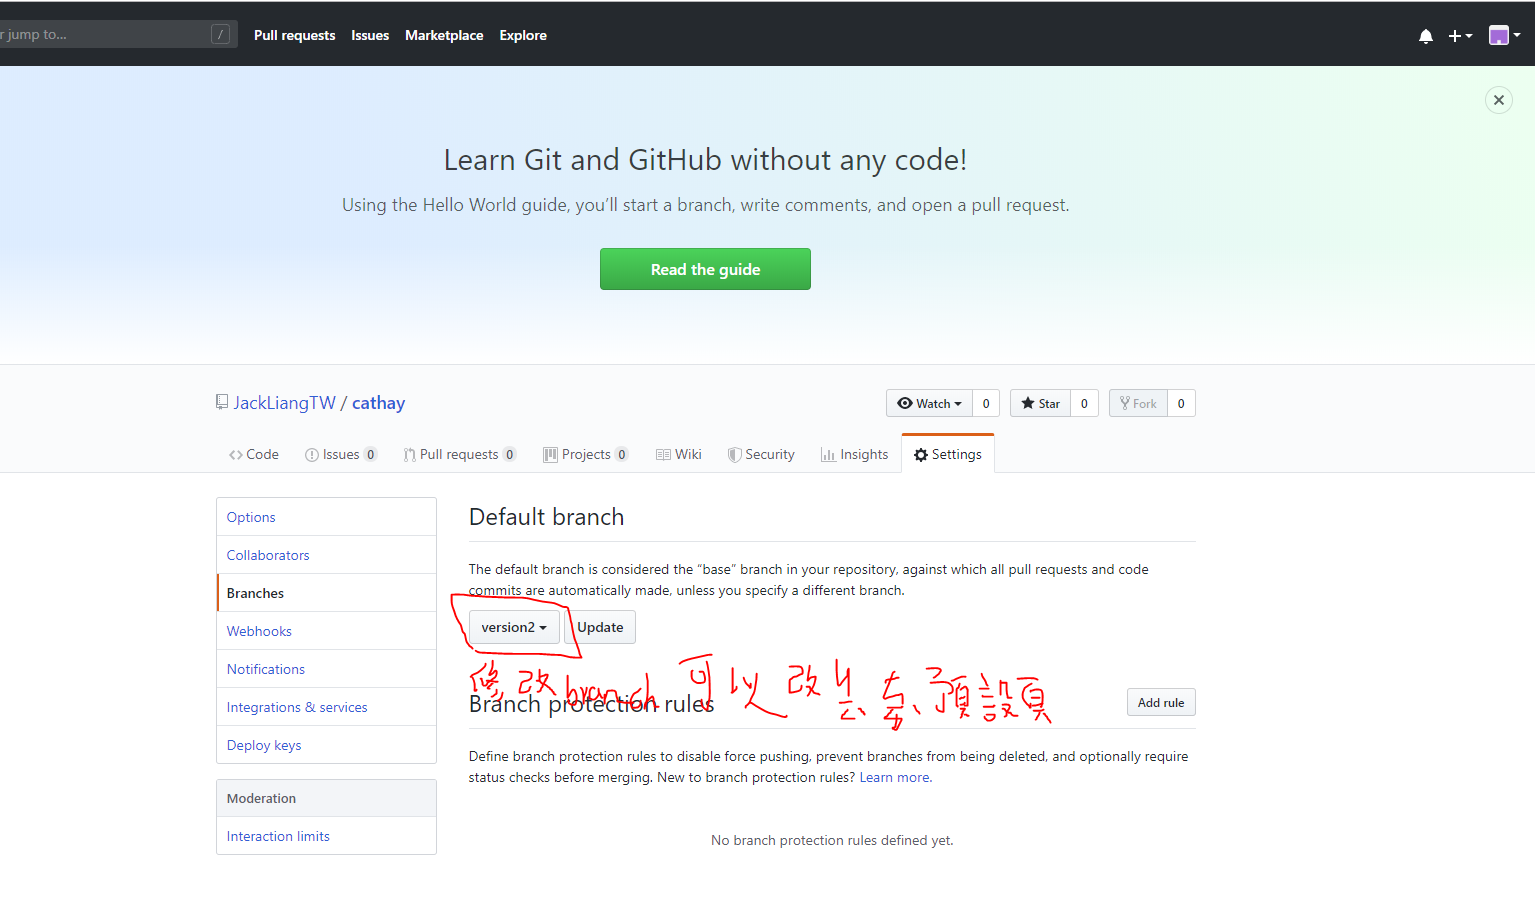 r jump to...
/
Pull requests Issues Marketplace Explore
Learn Git and GitHub without any code!
Using the Hello World guide, you’ll start a branch, write comments, and open a pull request.
Read the guide
JackLiangTW / cathay
Watch 0 Star 0 Fork 0
Code Issues 0 Pull requests 0 Projects 0 Wiki Security Insights Settings
Options
Collaborators
Branches
Webhooks
Notifications
Integrations & services
Deploy keys
Moderation
Interaction limits
Default branch
The default branch is considered the “base” branch in your repository, against which all pull requests and code
commits are automatically made, unless you specify a different branch.
version2 Update
修改branch可以改 預設頁
Branch protection rules
Add rule
Define branch protection rules to disable force pushing, prevent branches from being deleted, and optionally require
status checks before merging. New to branch protection rules? Learn more.
No branch protection rules defined yet.